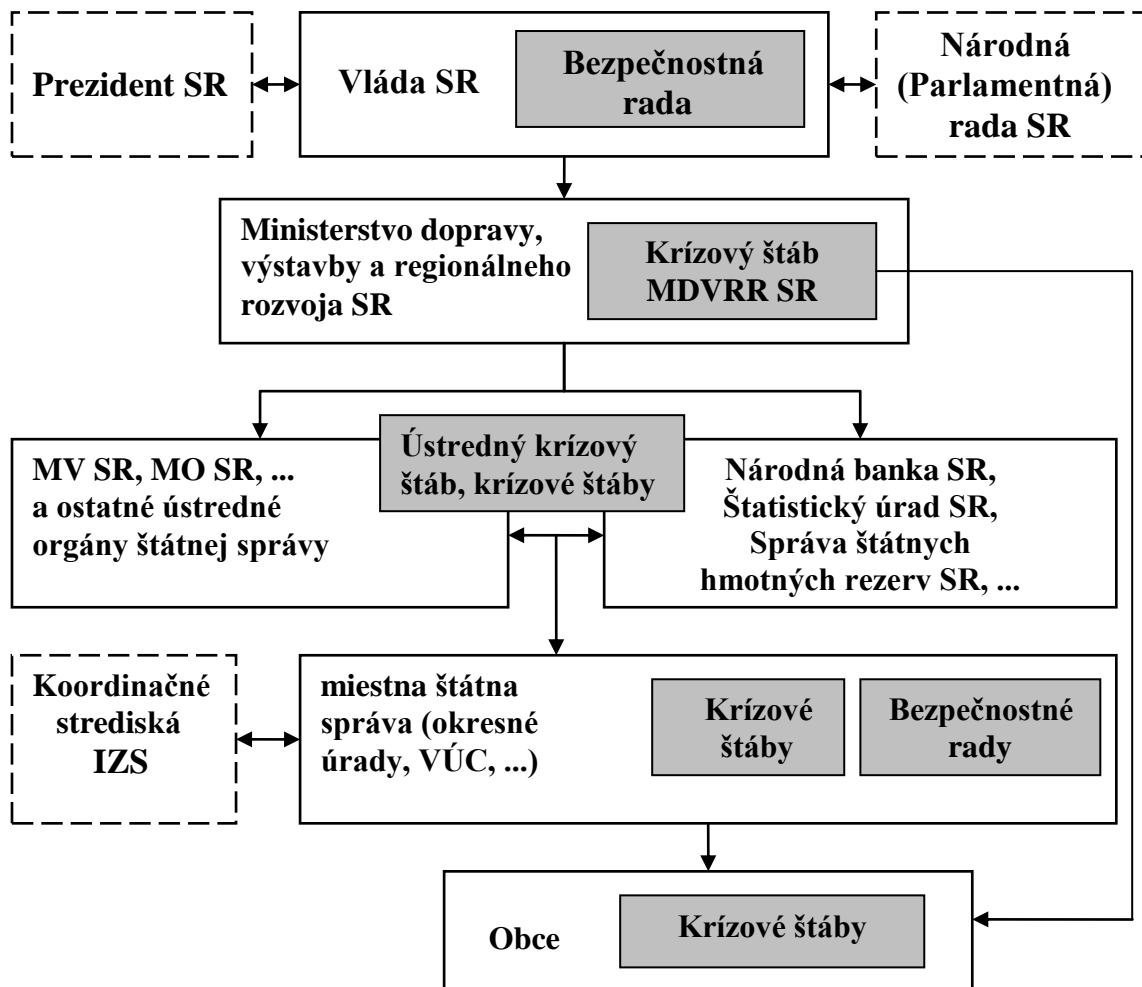 Prezident SR
Vláda SR
Bezpečnostná
rada
Národná
(Parlamentná)
rada SR
Ministerstvo dopravy,
výstavby a regionálneho
rozvoja SR
Krízový štáb
MDVRR SR
MV SR, MO SR, ...
a ostatné ústredné
orgány štátnej správy
Ústredný krízový
štáb, krízové štáby
Národná banka SR,
Štatistický úrad SR,
Správa štátnych
hmotných rezerv SR, ...
Koordinačné
strediská
IZS
miestna štátna
správa (okresné
úrady, VÚC, ...)
Krízové
štáby
Bezpečnostné
rady
Obce
Krízové štáby